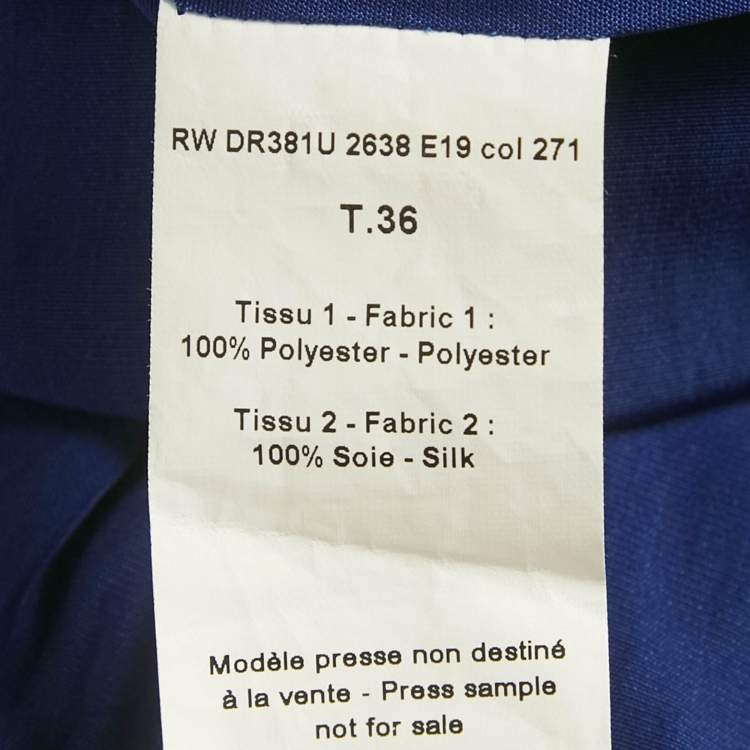 RW DR381U 2638 E19 col 271
T.36
Tissu 1 - Fabric 1 :
100% Polyester - Polyester
Tissu 2 - Fabric 2 :
100% Soie - Silk
Modèle presse non destiné
à la vente - Press sample
not for sale